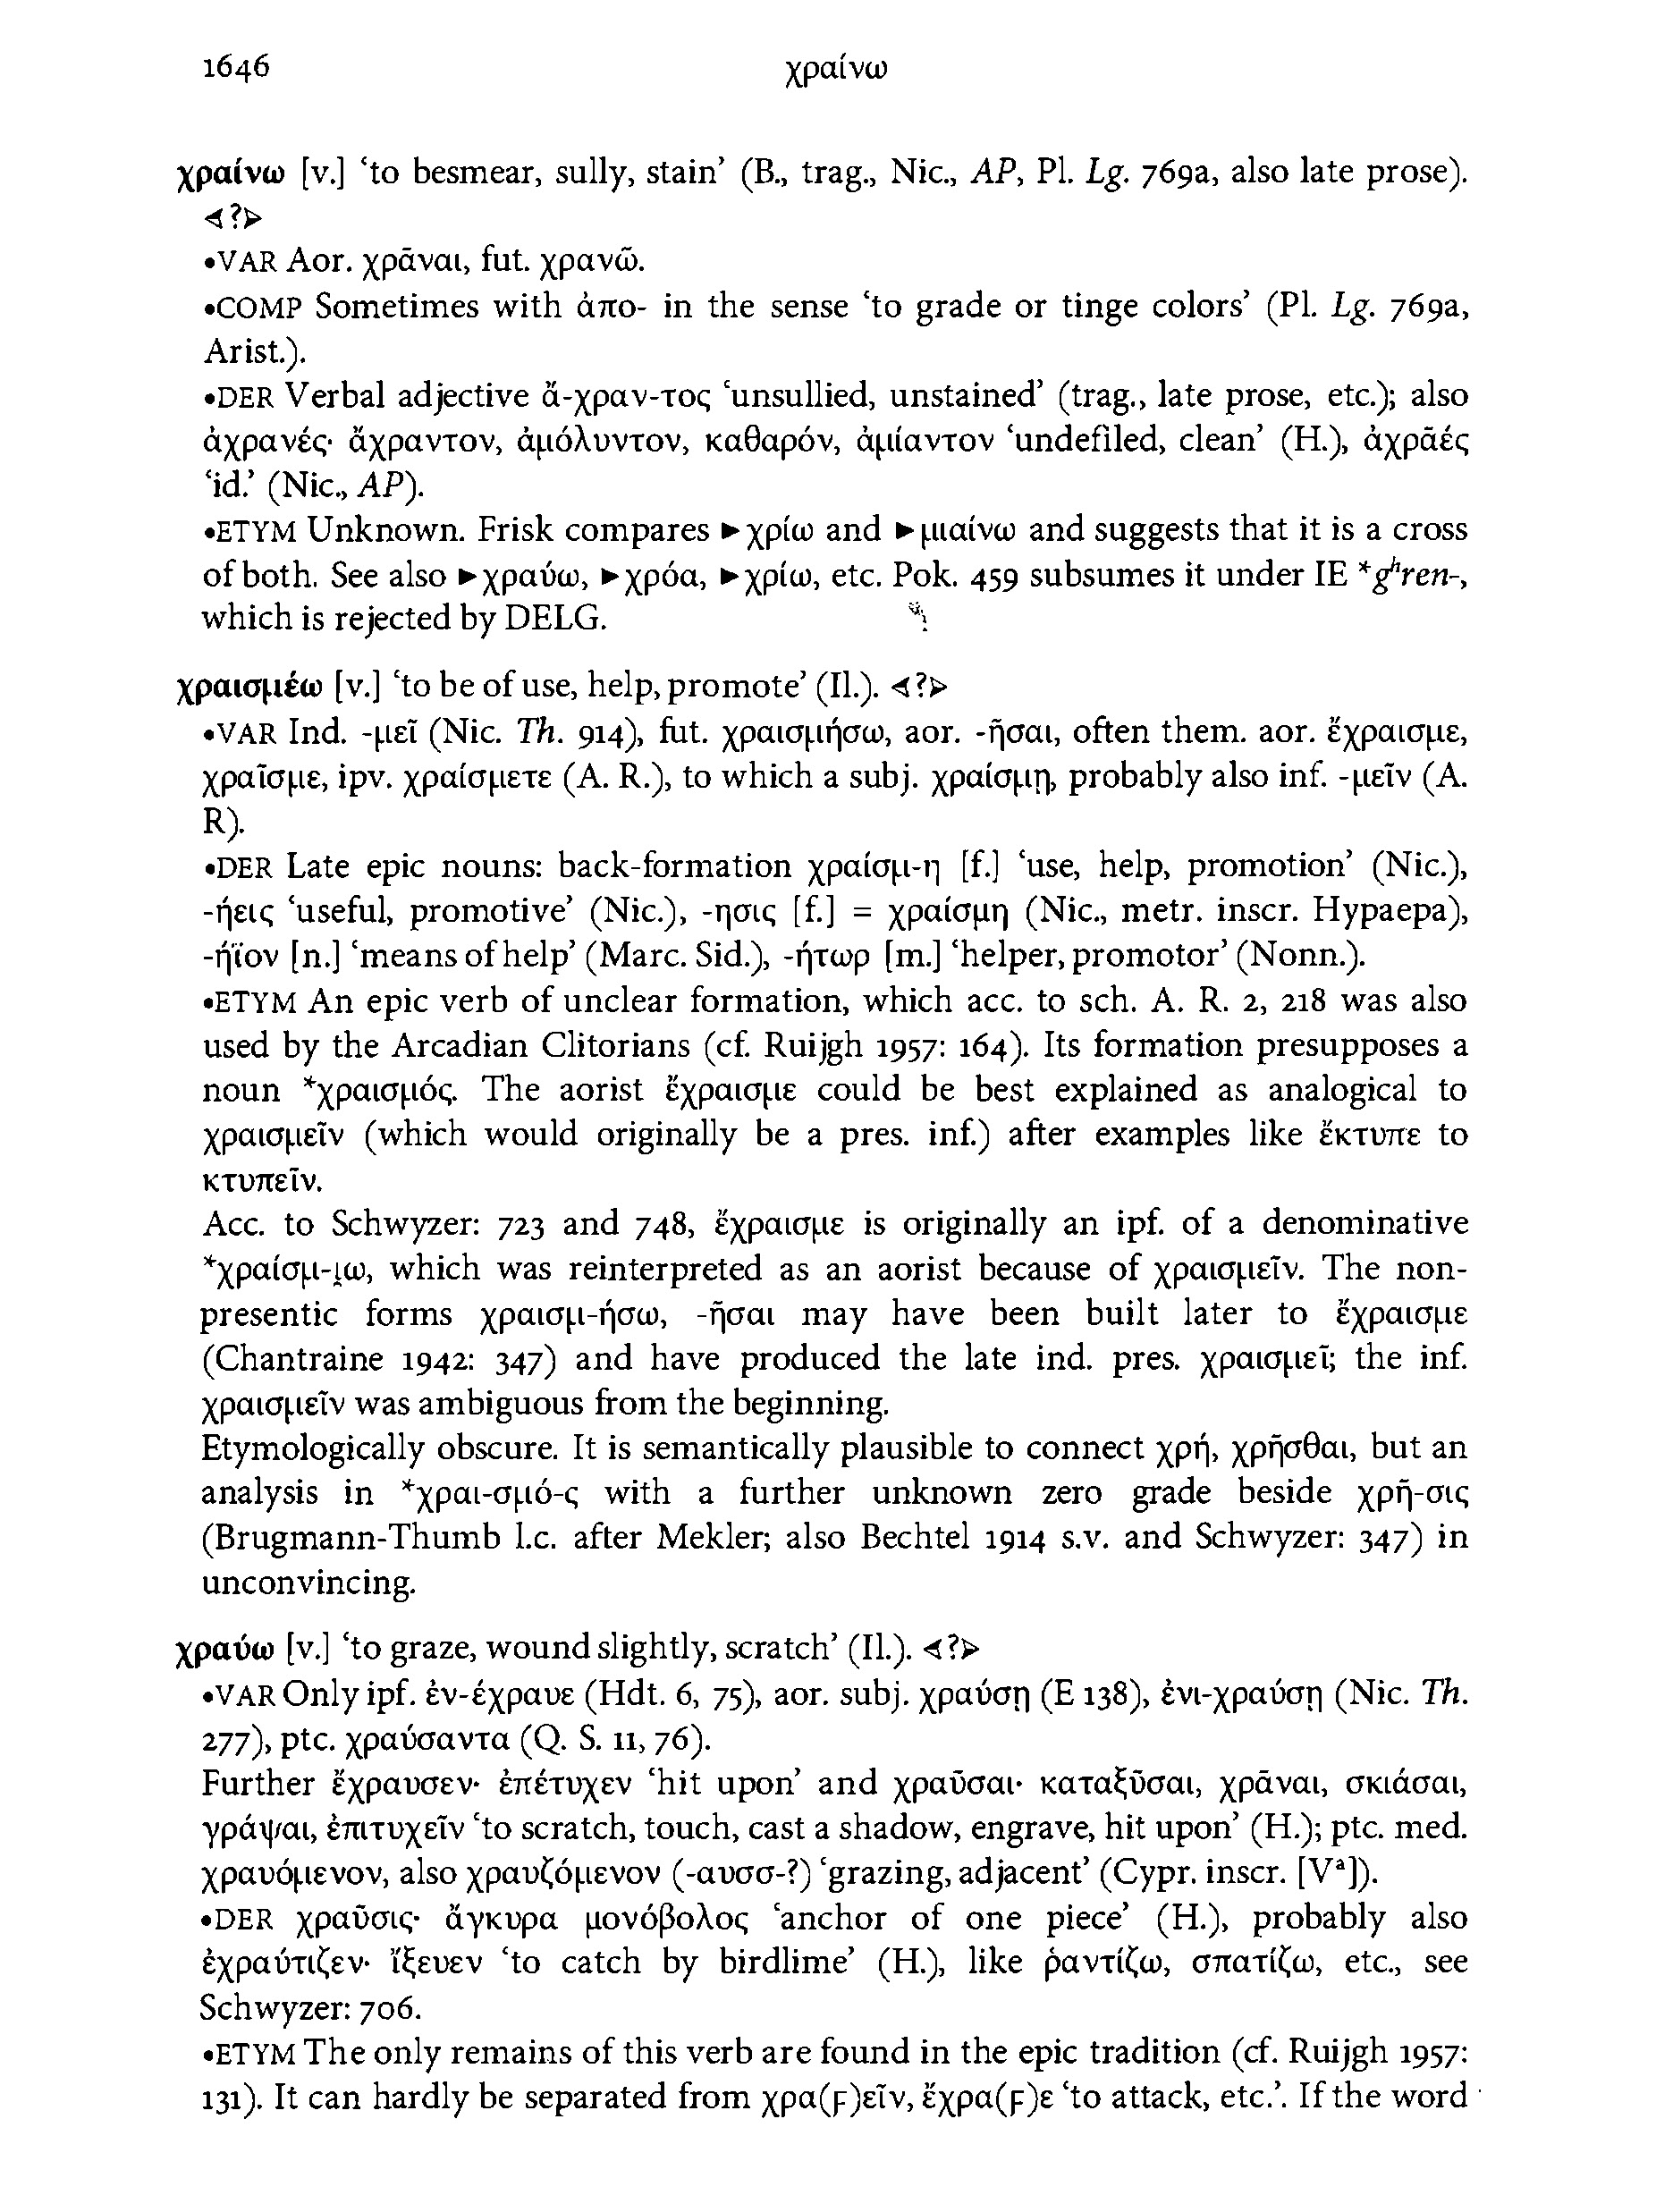 1646 χραίνω
χραίνω [v.] ‘to besmear, sully, stain’ (B., trag., Nic., AP, Pl. Lg. 769a, also late prose).
⊲?⊳
•VAR Aor. χρᾶναι, fut. χρανῶ.
•COMP Sometimes with ἀπο- in the sense ‘to grade or tinge colors’ (Pl. Lg. 769a,
Arist.).
•DER Verbal adjective ἄ-χραν-τος ‘unsullied, unstained’ (trag., late prose, etc.); also
ἀχρανές· ἄχραντον, ἀμόλυντον, καθαρόν, ἀμίαντον ‘undefiled, clean’ (H.), ἀχρᾱές
‘id.’ (Nic., AP).
•ETYM Unknown. Frisk compares ►χρίω and ►μιαίνω and suggests that it is a cross
of both. See also ►χραύω, ►χρόα, ►χρίω, etc. Pok. 459 subsumes it under IE *gʰren-,
which is rejected by DELG.
χραισμέω [v.] ‘to be of use, help, promote’ (Il.). ⊲?⊳
•VAR Ind. -μεῖ (Nic. Th. 914), fut. χραισμήσω, aor. -ῆσαι, often them. aor. ἔχραισμε,
χραῖσμε, ipv. χραίσμετε (A. R.), to which a subj. χραίσμῃ, probably also inf. -μεῖν (A.
R).
•DER Late epic nouns: back-formation χραίσμ-η [f.] ‘use, help, promotion’ (Nic.),
-ήεις ‘useful, promotive’ (Nic.), -ησις [f.] = χραίσμη (Nic., metr. inscr. Hypaepa),
-ήϊον [n.] ‘means of help’ (Marc. Sid.), -ήτωρ [m.] ‘helper, promotor’ (Nonn.).
•ETYM An epic verb of unclear formation, which acc. to sch. A. R. 2, 218 was also
used by the Arcadian Clitorians (cf. Ruijgh 1957: 164). Its formation presupposes a
noun *χραισμός. The aorist ἔχραισμε could be best explained as analogical to
χραισμεῖν (which would originally be a pres. inf.) after examples like ἔκτυπε to
κτυπεῖν.
Acc. to Schwyzer: 723 and 748, ἔχραισμε is originally an ipf. of a denominative
*χραίσμ-i̯ω, which was reinterpreted as an aorist because of χραισμεῖν. The non-
presentic forms χραισμ-ήσω, -ῆσαι may have been built later to ἔχραισμε
(Chantraine 1942: 347) and have produced the late ind. pres. χραισμεῖ; the inf.
χραισμεῖν was ambiguous from the beginning.
Etymologically obscure. It is semantically plausible to connect χρή, χρῆσθαι, but an
analysis in *χραι-σμό-ς with a further unknown zero grade beside χρῆ-σις
(Brugmann-Thumb l.c. after Mekler; also Bechtel 1914 s.v. and Schwyzer: 347) in
unconvincing.
χραύω [v.] ‘to graze, wound slightly, scratch’ (Il.). ⊲?⊳
•VAR Only ipf. ἐν-έχραυε (Hdt. 6, 75), aor. subj. χραύσῃ (E 138), ἐνι-χραύσῃ (Nic. Th.
277), ptc. χραύσαντα (Q. S. 11, 76).
Further ἔχραυσεν· ἐπέτυχεν ‘hit upon’ and χραῦσαι· καταξῦσαι, χρᾶναι, σκιάσαι,
γράψαι, ἐπιτυχεῖν ‘to scratch, touch, cast a shadow, engrave, hit upon’ (H.); ptc. med.
χραυόμενον, also χραυζόμενον (-αυσσ-?) ‘grazing, adjacent’ (Cypr. inscr. [Vᵃ]).
•DER χραῦσις· ἄγκυρα μονόβολος ‘anchor of one piece’ (H.), probably also
ἐχραύτιζεν· ἴξευεν ‘to catch by birdlime’ (H.), like ῥαντίζω, σπατίζω, etc., see
Schwyzer: 706.
•ETYM The only remains of this verb are found in the epic tradition (cf. Ruijgh 1957:
131). It can hardly be separated from χρα(ϝ)εῖν, ἔχρα(ϝ)ε ‘to attack, etc.’. If the word